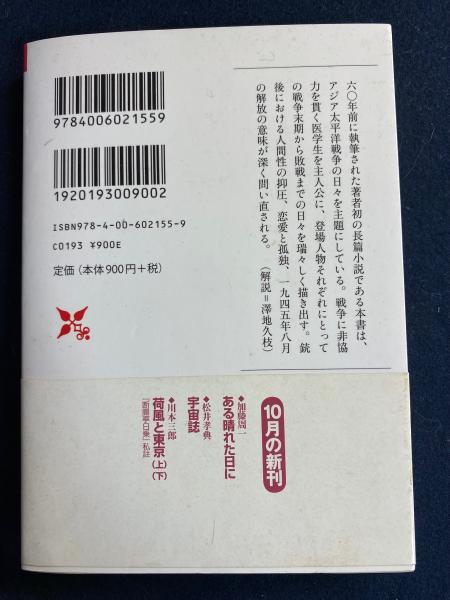 六〇年前に執筆された著者初の長篇小説である本書は、
アジア太平洋戦争の日々を主題にしている。戦争に非協
力を貫く医学生を主人公に、登場人物それぞれにとって
の戦争末期から敗戦までの日々を瑞々しく描き出す。銃
後における人間性の抑圧、恋愛と孤独、一九四五年八月
の解放の意味が深く問い直される。（解説＝澤地久枝）
9784006021559
1920193009002
ISBN978-4-00-602155-9
C0193 ¥900E
定価（本体900円＋税）
10月の新刊
◆加藤周一
ある晴れた日に
◆松井孝典
宇宙誌
◆川本三郎
荷風と東京（上）（下）
『断腸亭日乗』私註